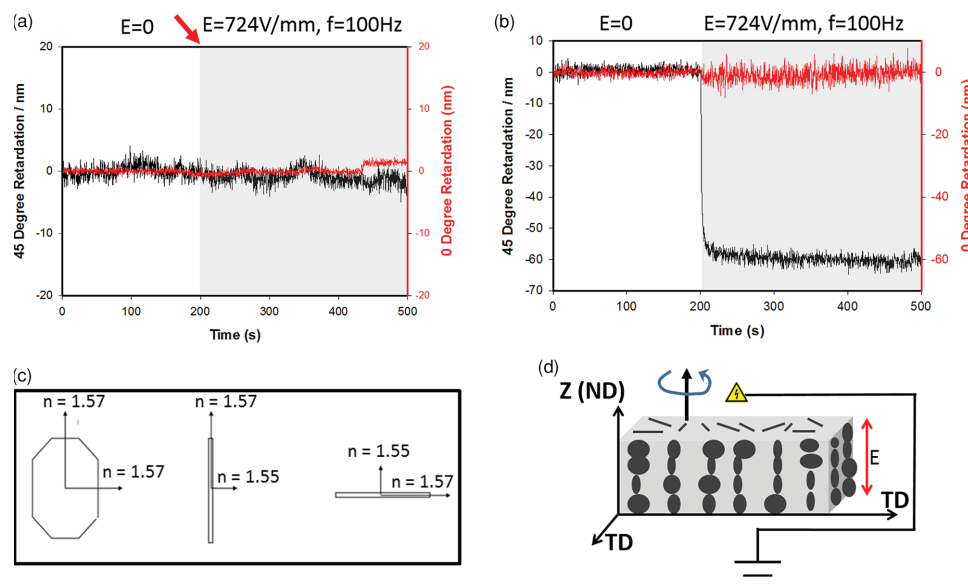 (a)
E=0
E=724V/mm, f=100Hz
20
10
0
-10
-20
45 Degree Retardation / nm
20
10
0
-10
-20
0 Degree Retardation (nm)
0 100 200 300 400 500
Time (s)
(b)
E=0
E=724V/mm, f=100Hz
10
0
-10
-20
-30
-40
-50
-60
-70
45 Degree Retardation / nm
0
-20
-40
-60
0 Degree Retardation (nm)
0 100 200 300 400 500
Time (s)
(c)
n = 1.57
n = 1.57
n = 1.57
n = 1.55
n = 1.55
n = 1.57
(d)
Z (ND)
E
TD
TD